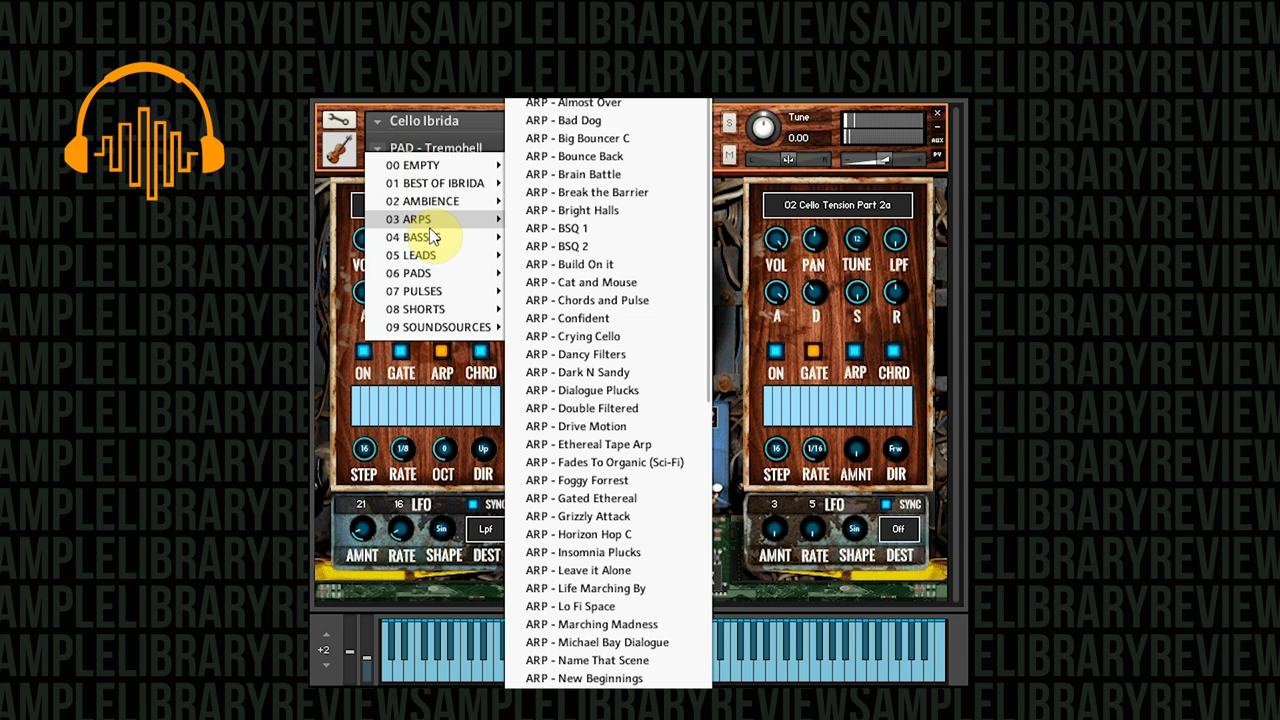 SAMPLELIBRARYREVIEWS
Cello Ibrida
PAD - Tremohell
00 EMPTY
01 BEST OF IBRIDA
02 AMBIENCE
03 ARPS
04 BASSES
05 LEADS
06 PADS
07 PULSES
08 SHORTS
09 SOUNDSOURCES
ARP - Almost Over
ARP - Bad Dog
ARP - Big Bouncer C
ARP - Bounce Back
ARP - Brain Battle
ARP - Break the Barrier
ARP - Bright Halls
ARP - BSQ 1
ARP - BSQ 2
ARP - Build On it
ARP - Cat and Mouse
ARP - Chords and Pulse
ARP - Confident
ARP - Crying Cello
ARP - Dancy Filters
ARP - Dark N Sandy
ARP - Dialogue Plucks
ARP - Double Filtered
ARP - Drive Motion
ARP - Ethereal Tape Arp
ARP - Fades To Organic (Sci-Fi)
ARP - Foggy Forrest
ARP - Gated Ethereal
ARP - Grizzly Attack
ARP - Horizon Hop C
ARP - Insomnia Plucks
ARP - Leave it Alone
ARP - Life Marching By
ARP - Lo Fi Space
ARP - Marching Madness
ARP - Michael Bay Dialogue
ARP - Name That Scene
ARP - New Beginnings
S
M
Tune
0.00
L R
AUX
PV
02 Cello Tension Part 2a
VOL PAN TUNE LPF
12
A D S R
ON GATE ARP CHRD
16 1/16 Frw
STEP RATE AMNT DIR
3 5 LFO SYNC
Sin Off
AMNT RATE SHAPE DEST
ON GATE ARP CHRD
16 1/8 0 Up
STEP RATE OCT DIR
21 16 LFO SYNC
Sin Lpf
AMNT RATE SHAPE DEST
+2